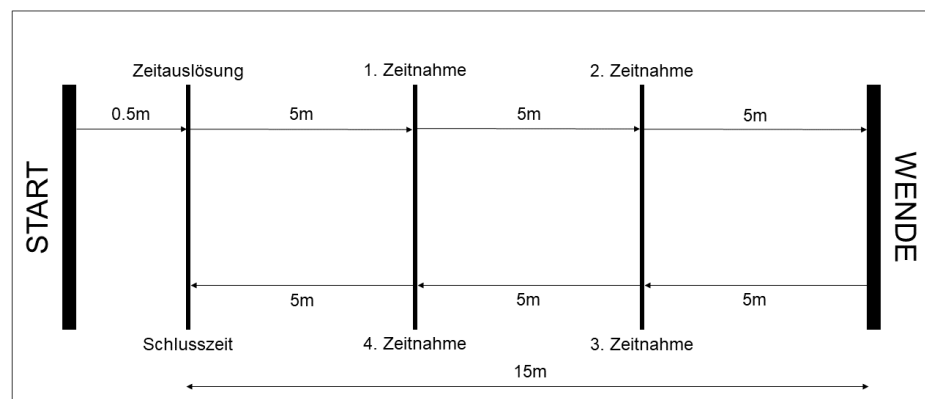 Zeitauslösung
1. Zeitnahme
2. Zeitnahme
0.5m
5m
5m
5m
START
WENDE
5m
5m
5m
Schlusszeit
4. Zeitnahme
3. Zeitnahme
15m